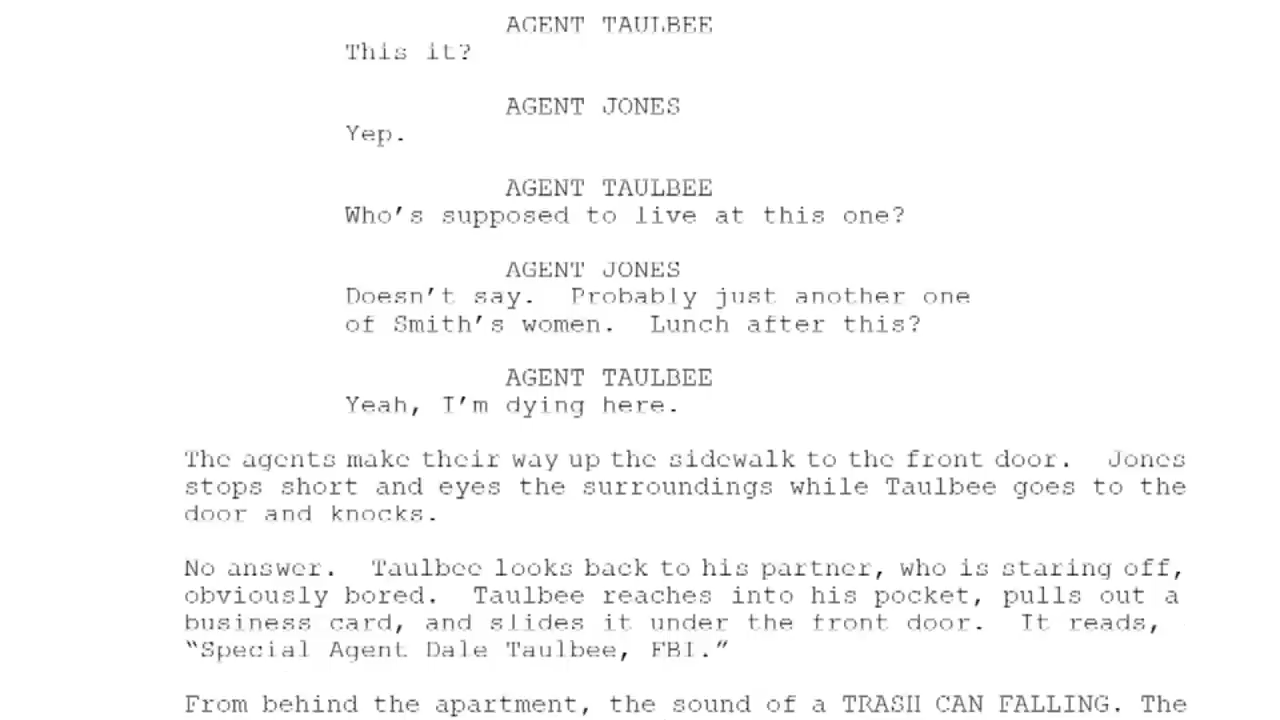 AGENT TAULBEE
This it?
AGENT JONES
Yep.
AGENT TAULBEE
Who's supposed to live at this one?
AGENT JONES
Doesn't say.  Probably just another one
of Smith's women.  Lunch after this?
AGENT TAULBEE
Yeah, I'm dying here.
The agents make their way up the sidewalk to the front door.  Jones
stops short and eyes the surroundings while Taulbee goes to the
door and knocks.
No answer.  Taulbee looks back to his partner, who is staring off,
obviously bored.  Taulbee reaches into his pocket, pulls out a
business card, and slides it under the front door.  It reads,
“Special Agent Dale Taulbee, FBI.”
From behind the apartment, the sound of a TRASH CAN FALLING. The